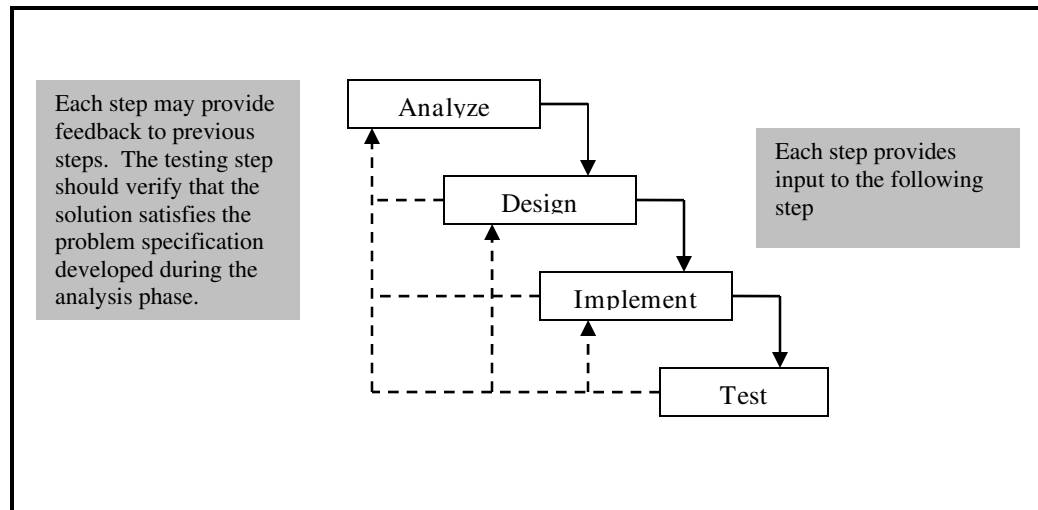 Each step may provide
feedback to previous
steps. The testing step
should verify that the
solution satisfies the
problem specification
developed during the
analysis phase.
Analyze
Design
Implement
Test
Each step provides
input to the following
step